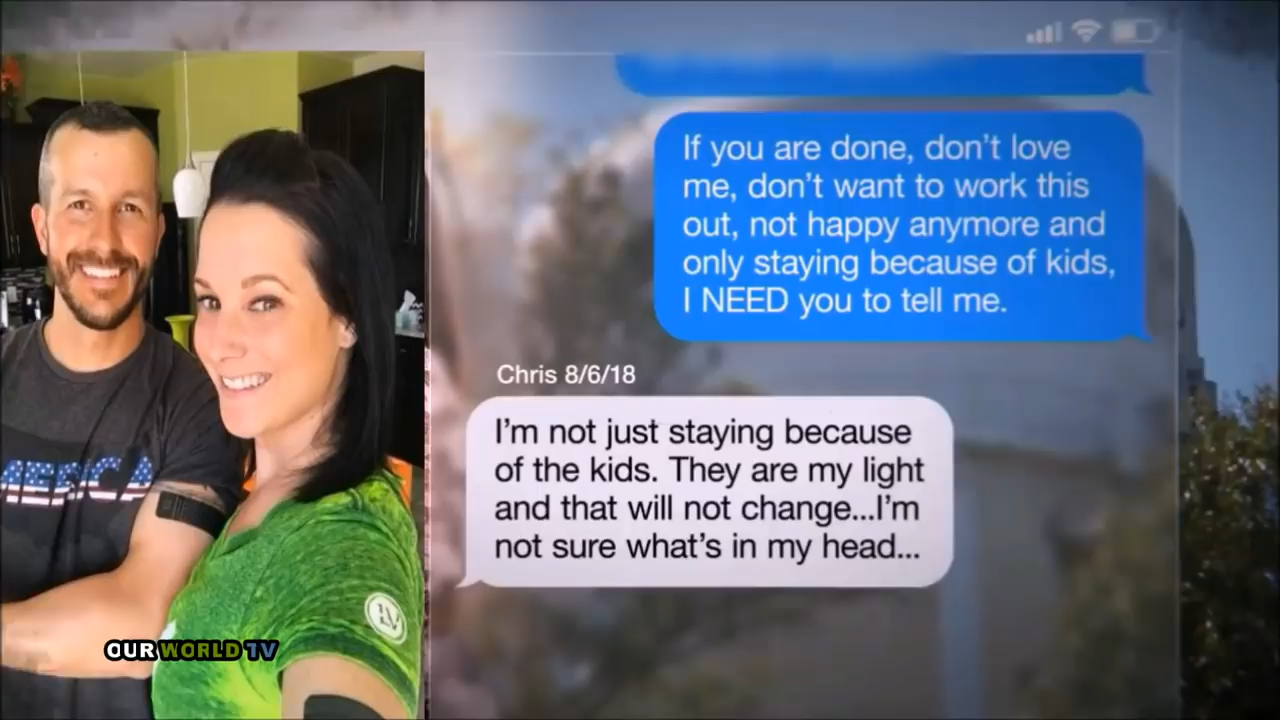 If you are done, don't love
me, don't want to work this
out, not happy anymore and
only staying because of kids,
I NEED you to tell me.
Chris 8/6/18
I'm not just staying because
of the kids. They are my light
and that will not change...I'm
not sure what's in my head...
LV
OUR WORLD TV